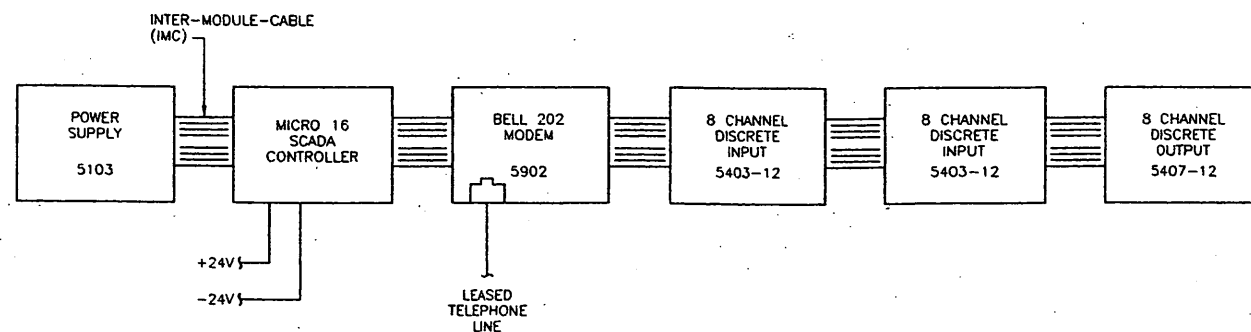 INTER-MODULE-CABLE
(IMC)
POWER
SUPPLY
5103
MICRO 16
SCADA
CONTROLLER
BELL 202
MODEM
5902
8 CHANNEL
DISCRETE
INPUT
5403-12
8 CHANNEL
DISCRETE
INPUT
5403-12
8 CHANNEL
DISCRETE
OUTPUT
5407-12
+24V
-24V
LEASED
TELEPHONE
LINE